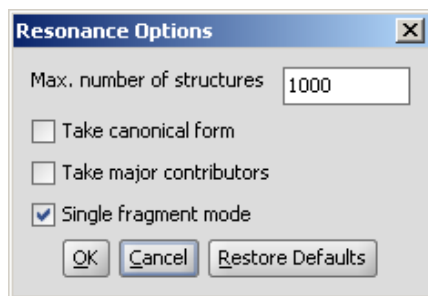 Resonance Options
Max. number of structures 1000
Take canonical form
Take major contributors
Single fragment mode
OK Cancel Restore Defaults